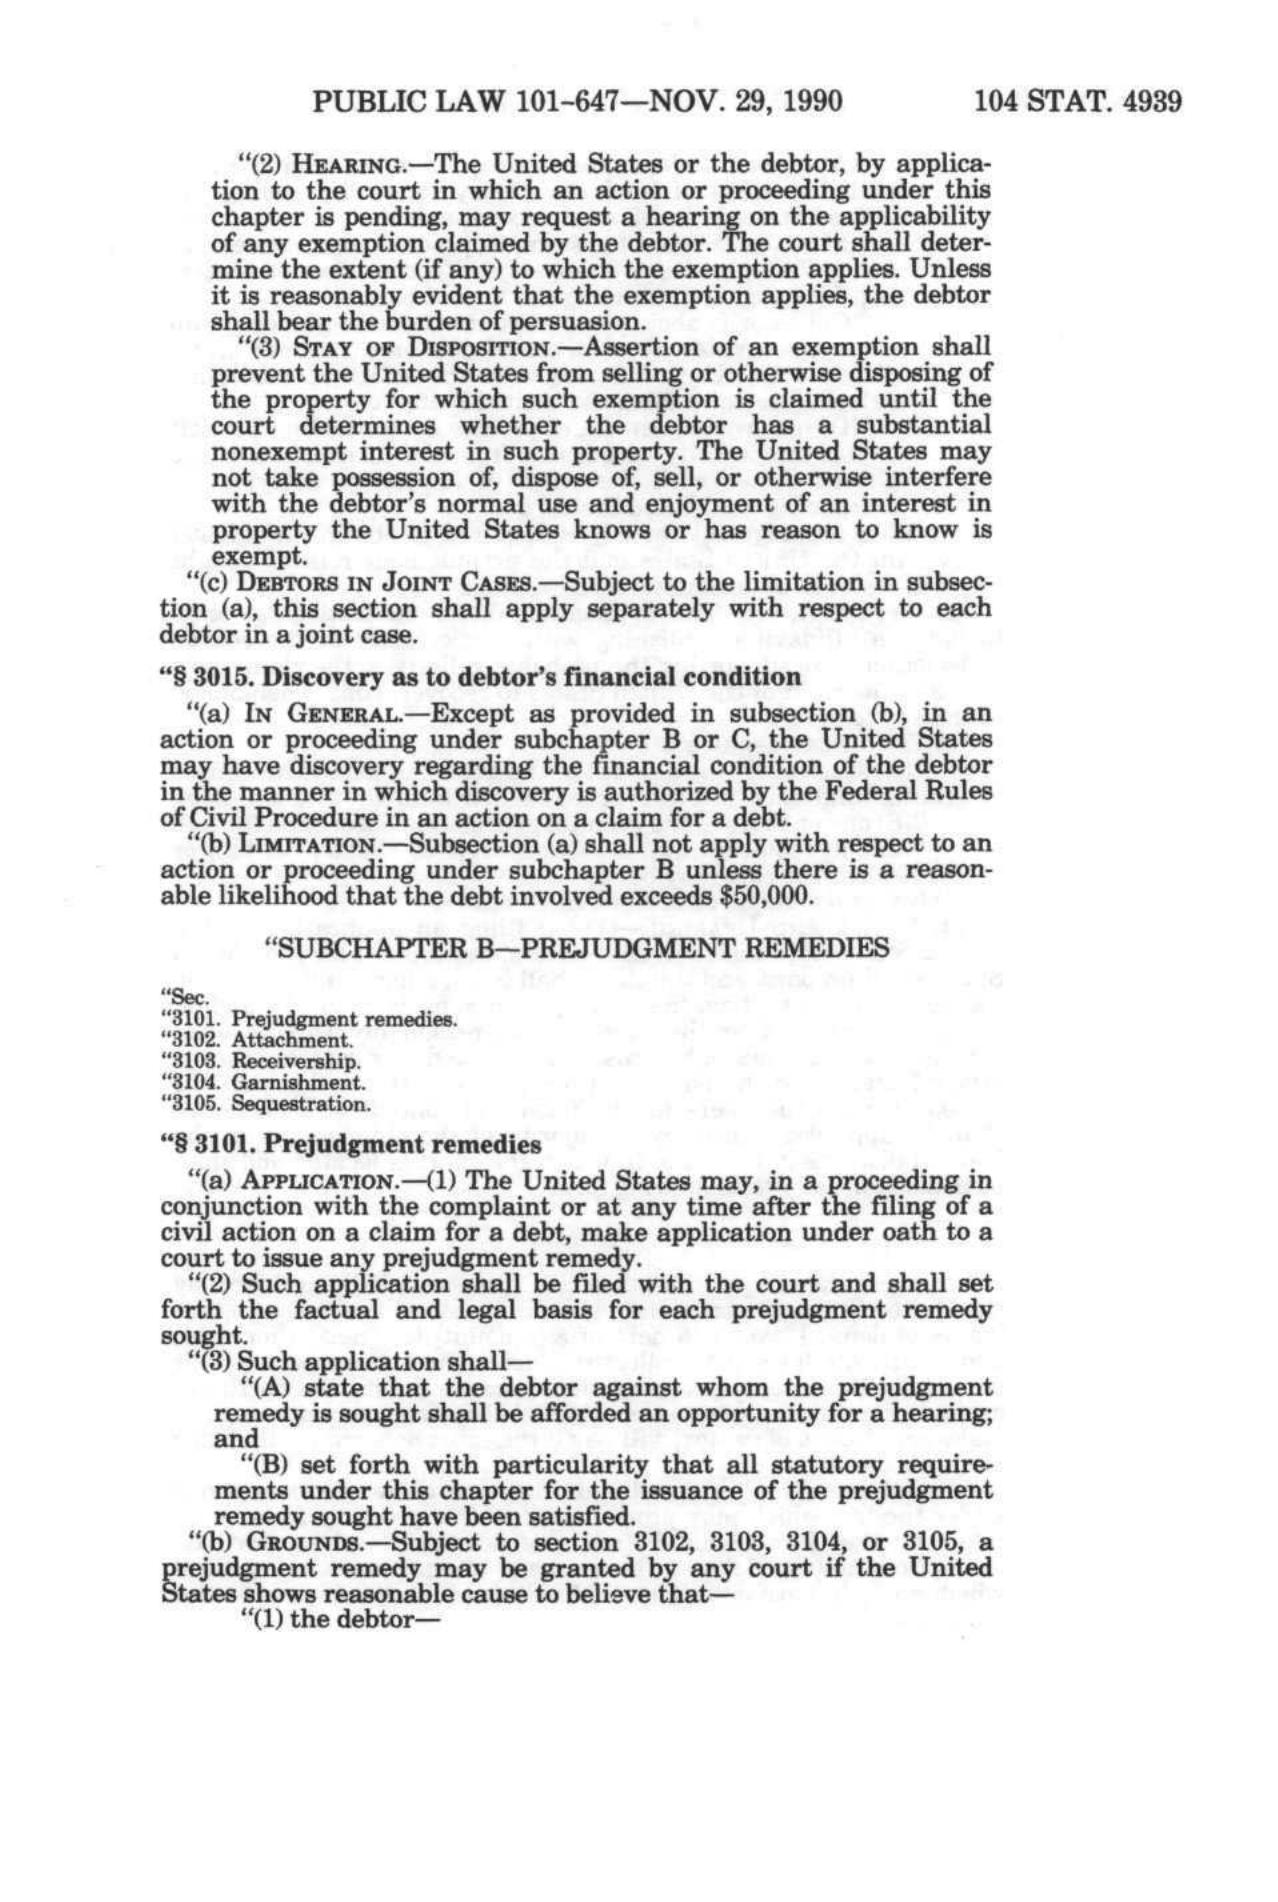 PUBLIC LAW 101–647—NOV. 29, 1990 104 STAT. 4939
"(2) HEARING.—The United States or the debtor, by applica-
tion to the court in which an action or proceeding under this
chapter is pending, may request a hearing on the applicability
of any exemption claimed by the debtor. The court shall deter-
mine the extent (if any) to which the exemption applies. Unless
it is reasonably evident that the exemption applies, the debtor
shall bear the burden of persuasion.
"(3) STAY OF DISPOSITION.—Assertion of an exemption shall
prevent the United States from selling or otherwise disposing of
the property for which such exemption is claimed until the
court determines whether the debtor has a substantial
nonexempt interest in such property. The United States may
not take possession of, dispose of, sell, or otherwise interfere
with the debtor's normal use and enjoyment of an interest in
property the United States knows or has reason to know is
exempt.
"(c) DEBTORS IN JOINT CASES.—Subject to the limitation in subsec-
tion (a), this section shall apply separately with respect to each
debtor in a joint case.
"§ 3015. Discovery as to debtor's financial condition
"(a) IN GENERAL.—Except as provided in subsection (b), in an
action or proceeding under subchapter B or C, the United States
may have discovery regarding the financial condition of the debtor
in the manner in which discovery is authorized by the Federal Rules
of Civil Procedure in an action on a claim for a debt.
"(b) LIMITATION.—Subsection (a) shall not apply with respect to an
action or proceeding under subchapter B unless there is a reason-
able likelihood that the debt involved exceeds $50,000.
"SUBCHAPTER B—PREJUDGMENT REMEDIES
"Sec.
"3101. Prejudgment remedies.
"3102. Attachment.
"3103. Receivership.
"3104. Garnishment.
"3105. Sequestration.
"§ 3101. Prejudgment remedies
"(a) APPLICATION.—(1) The United States may, in a proceeding in
conjunction with the complaint or at any time after the filing of a
civil action on a claim for a debt, make application under oath to a
court to issue any prejudgment remedy.
"(2) Such application shall be filed with the court and shall set
forth the factual and legal basis for each prejudgment remedy
sought.
"(3) Such application shall—
"(A) state that the debtor against whom the prejudgment
remedy is sought shall be afforded an opportunity for a hearing;
and
"(B) set forth with particularity that all statutory require-
ments under this chapter for the issuance of the prejudgment
remedy sought have been satisfied.
"(b) GROUNDS.—Subject to section 3102, 3103, 3104, or 3105, a
prejudgment remedy may be granted by any court if the United
States shows reasonable cause to believe that—
"(1) the debtor—